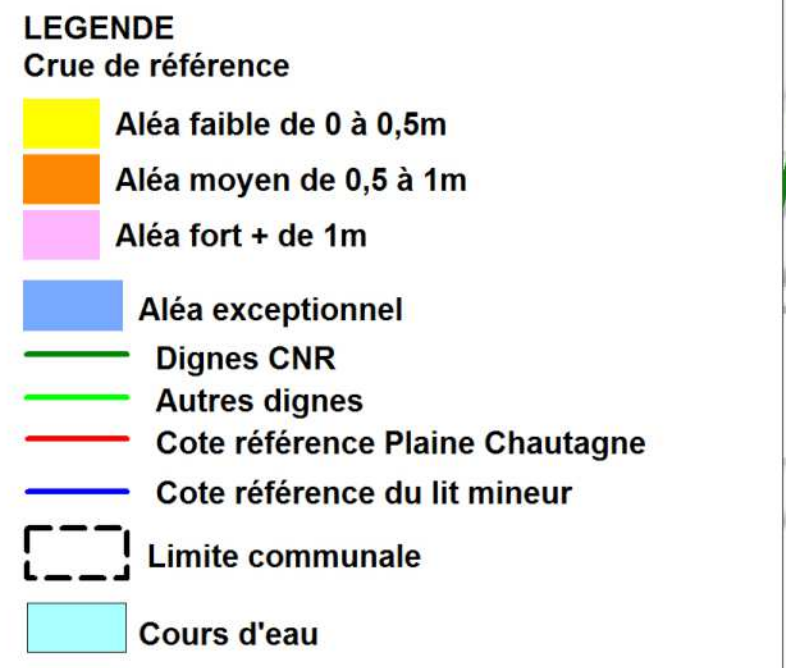 LEGENDE
Crue de référence
Aléa faible de 0 à 0,5m
Aléa moyen de 0,5 à 1m
Aléa fort + de 1m
Aléa exceptionnel
Dignes CNR
Autres dignes
Cote référence Plaine Chautagne
Cote référence du lit mineur
Limite communale
Cours d'eau